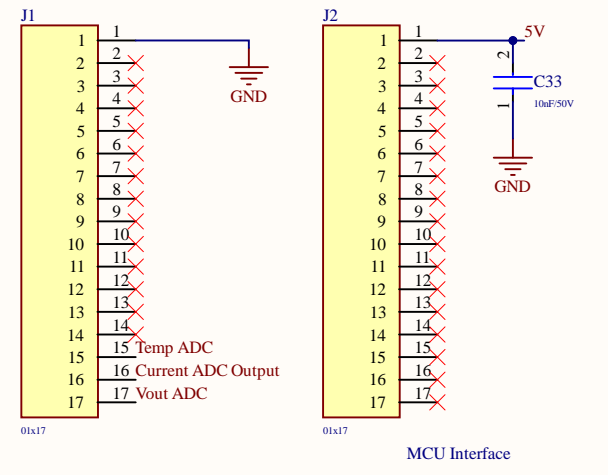 J1
1 1
2 2
3 3
4 4
5 5
6 6
7 7
8 8
9 9
10 10
11 11
12 12
13 13
14 14
15 15 Temp ADC
16 16 Current ADC Output
17 17 Vout ADC
01x17
GND
J2
1 1
2 2
3 3
4 4
5 5
6 6
7 7
8 8
9 9
10 10
11 11
12 12
13 13
14 14
15 15
16 16
17 17
01x17
5V
2
C33
10nF/50V
1
GND
MCU Interface